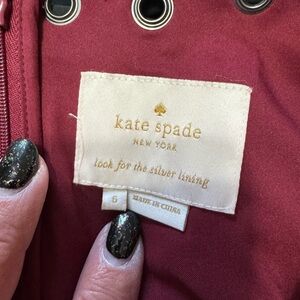 kate spade
NEW YORK
look for the silver lining
6
MADE IN CHINA